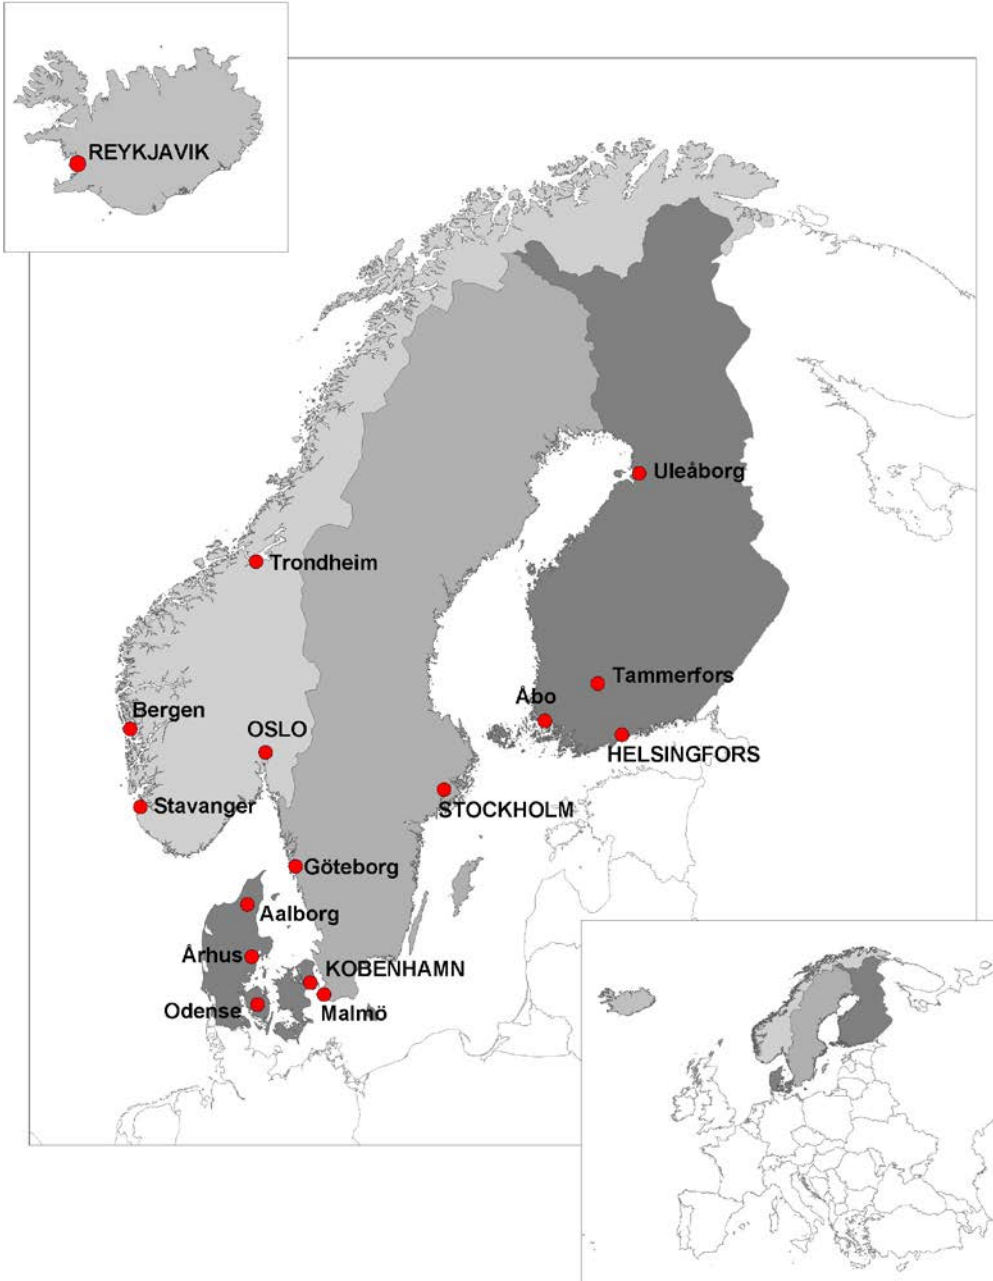 REYKJAVIK
Uleåborg
Trondheim
Tammerfors
Åbo
Bergen
OSLO
HELSINGFORS
STOCKHOLM
Stavanger
Göteborg
Aalborg
Århus
KOBENHAMN
Odense
Malmö